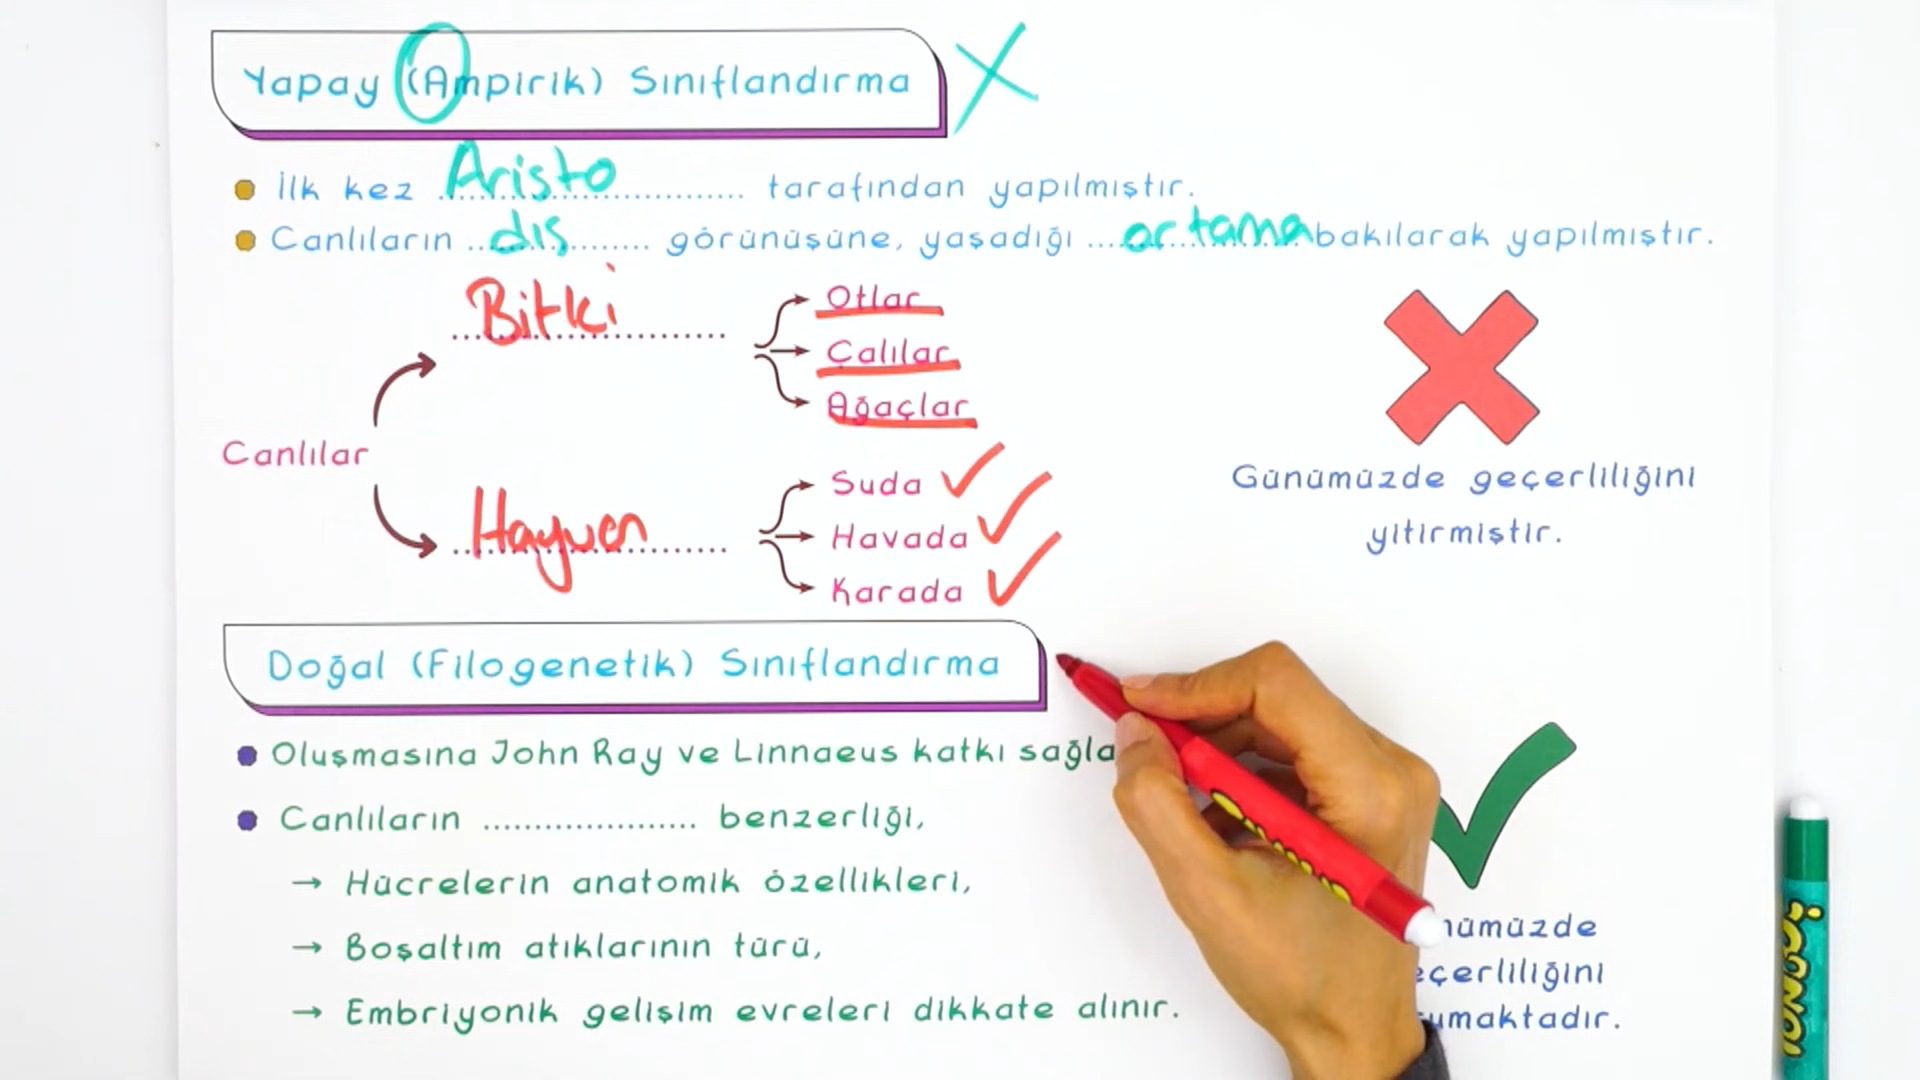 Yapay (Ampirik) Sınıflandırma
İlk kez Aristo tarafından yapılmıştır.
Canlıların dış görünüşüne, yaşadığı ortama bakılarak yapılmıştır.
Bitki
Otlar
Çalılar
Ağaçlar
Canlılar
Hayvan
Suda
Havada
Karada
Günümüzde geçerliliğini
yitirmiştir.
Doğal (Filogenetik) Sınıflandırma
Oluşmasına John Ray ve Linnaeus katkı sağla
Canlıların .................... benzerliği,
→ Hücrelerin anatomik özellikleri,
→ Boşaltım atıklarının türü,
→ Embriyonik gelişim evreleri dikkate alınır.
nümüzde
eçerliliğini
umaktadır.